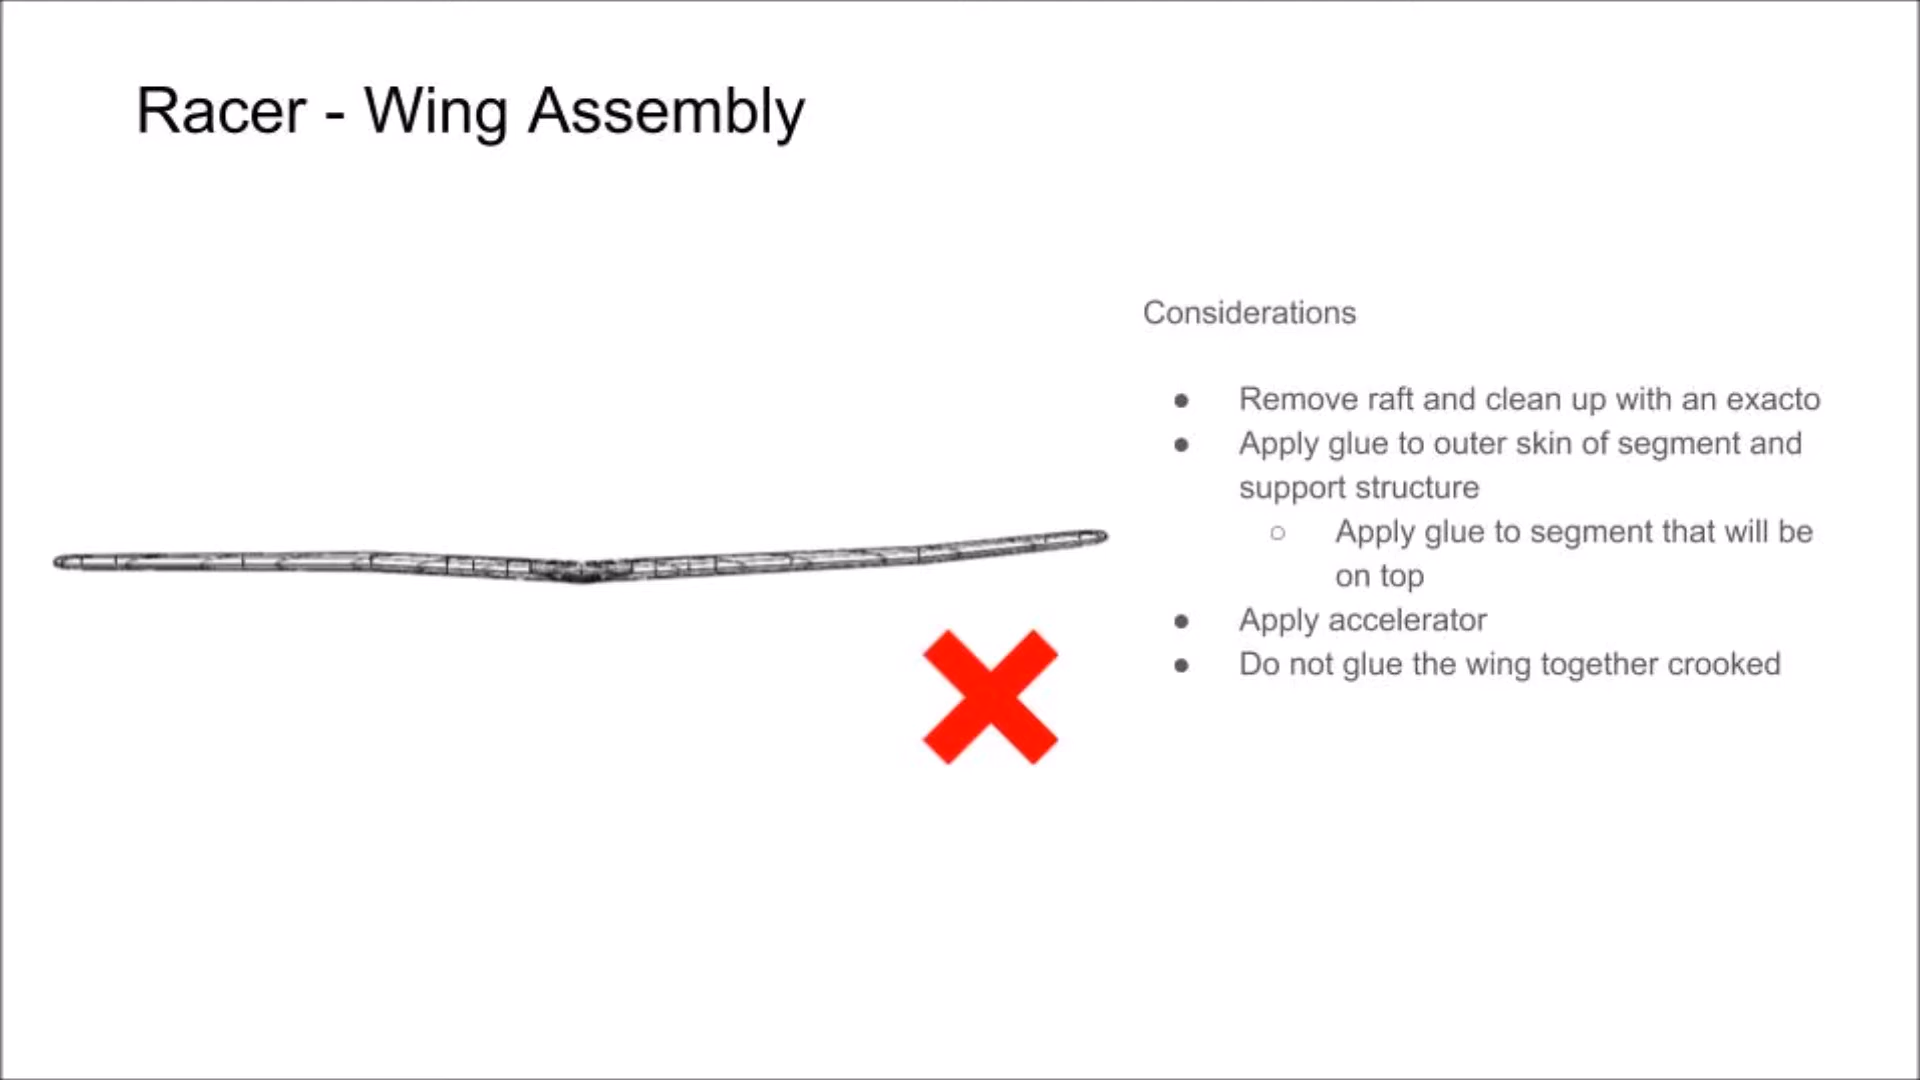 Racer - Wing Assembly
Considerations
● Remove raft and clean up with an exacto
● Apply glue to outer skin of segment and
support structure
○ Apply glue to segment that will be
on top
● Apply accelerator
● Do not glue the wing together crooked